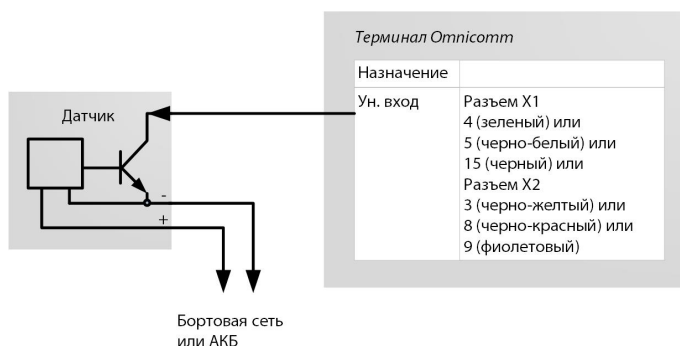 Терминал Omnicomm
Назначение
Ун. вход
Разъем X1
4 (зеленый) или
5 (черно-белый) или
15 (черный) или
Разъем X2
3 (черно-желтый) или
8 (черно-красный) или
9 (фиолетовый)
Датчик
-
+
Бортовая сеть
или АКБ